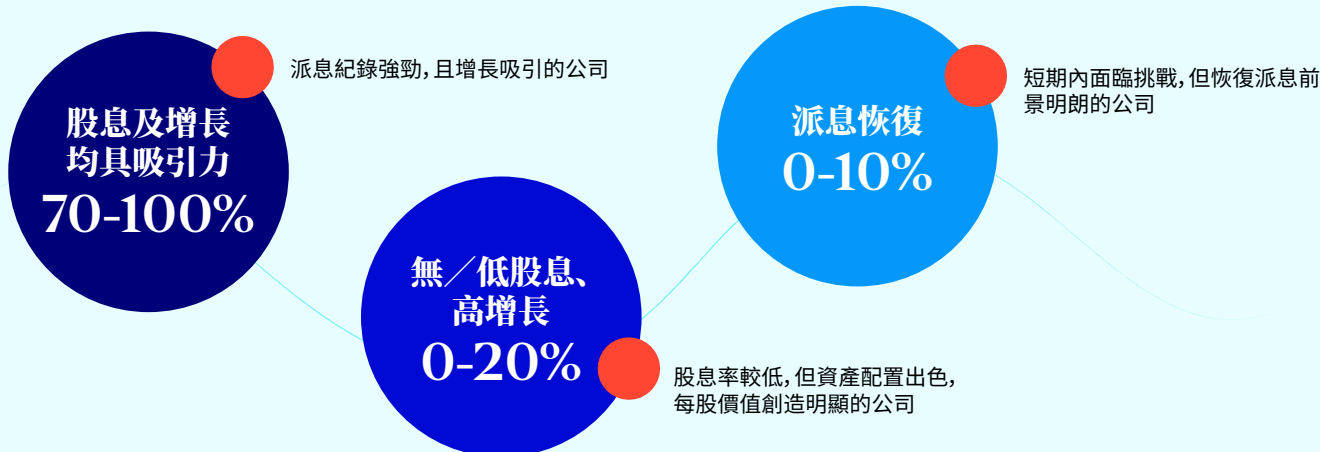 股息及增長
均具吸引力
70-100%
派息紀錄強勁，且增長吸引的公司
無／低股息、
高增長
0-20%
股息率較低，但資產配置出色，
每股價值創造明顯的公司
派息恢復
0-10%
短期內面臨挑戰，但恢復派息前
景明朗的公司